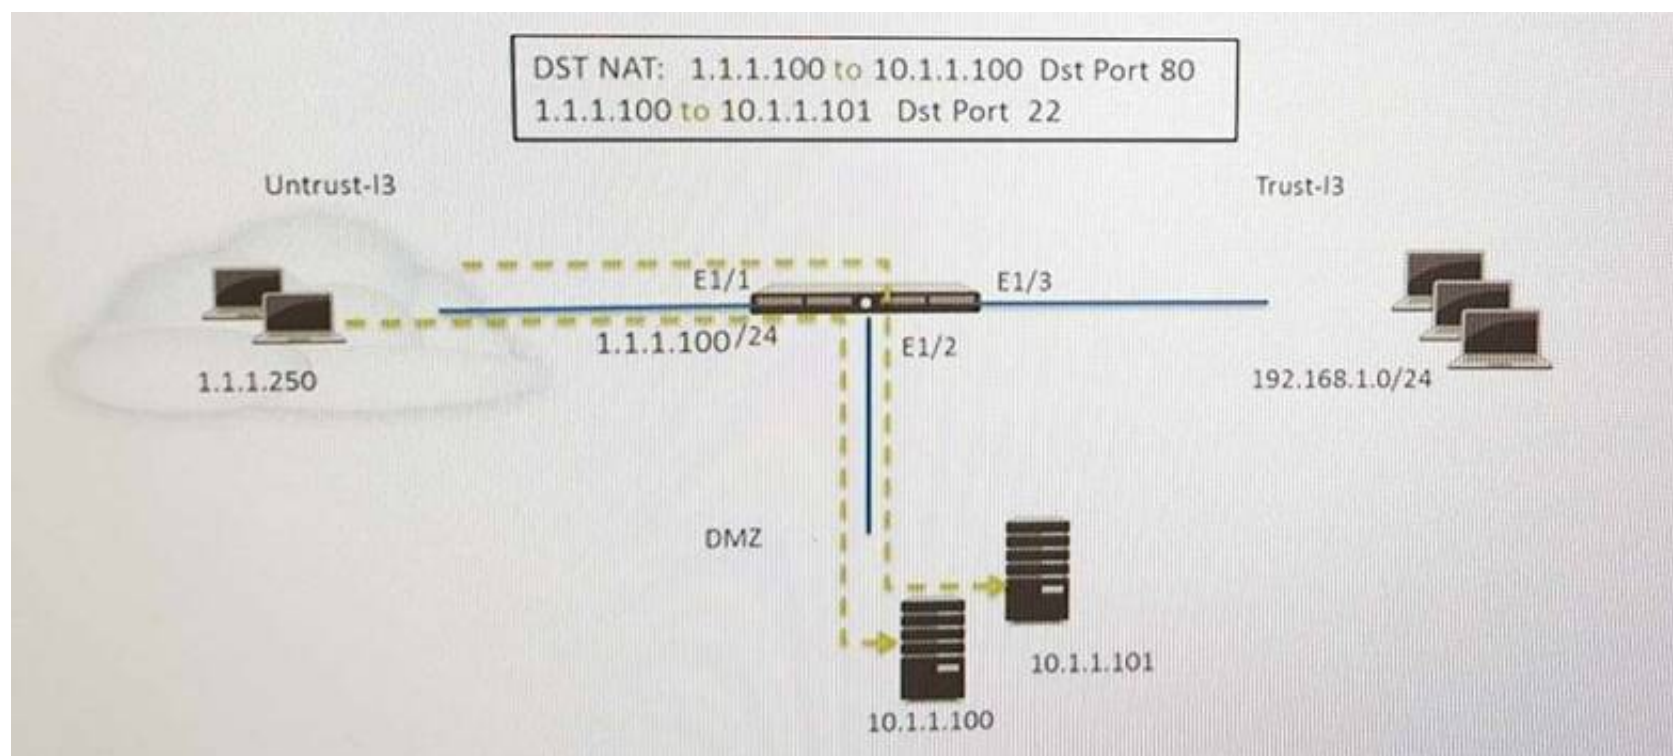 DST NAT: 1.1.1.100 to 10.1.1.100 Dst Port 80
1.1.1.100 to 10.1.1.101 Dst Port 22
Untrust-l3
Trust-l3
E1/1
E1/3
1.1.1.100/24
E1/2
1.1.1.250
192.168.1.0/24
DMZ
10.1.1.101
10.1.1.100